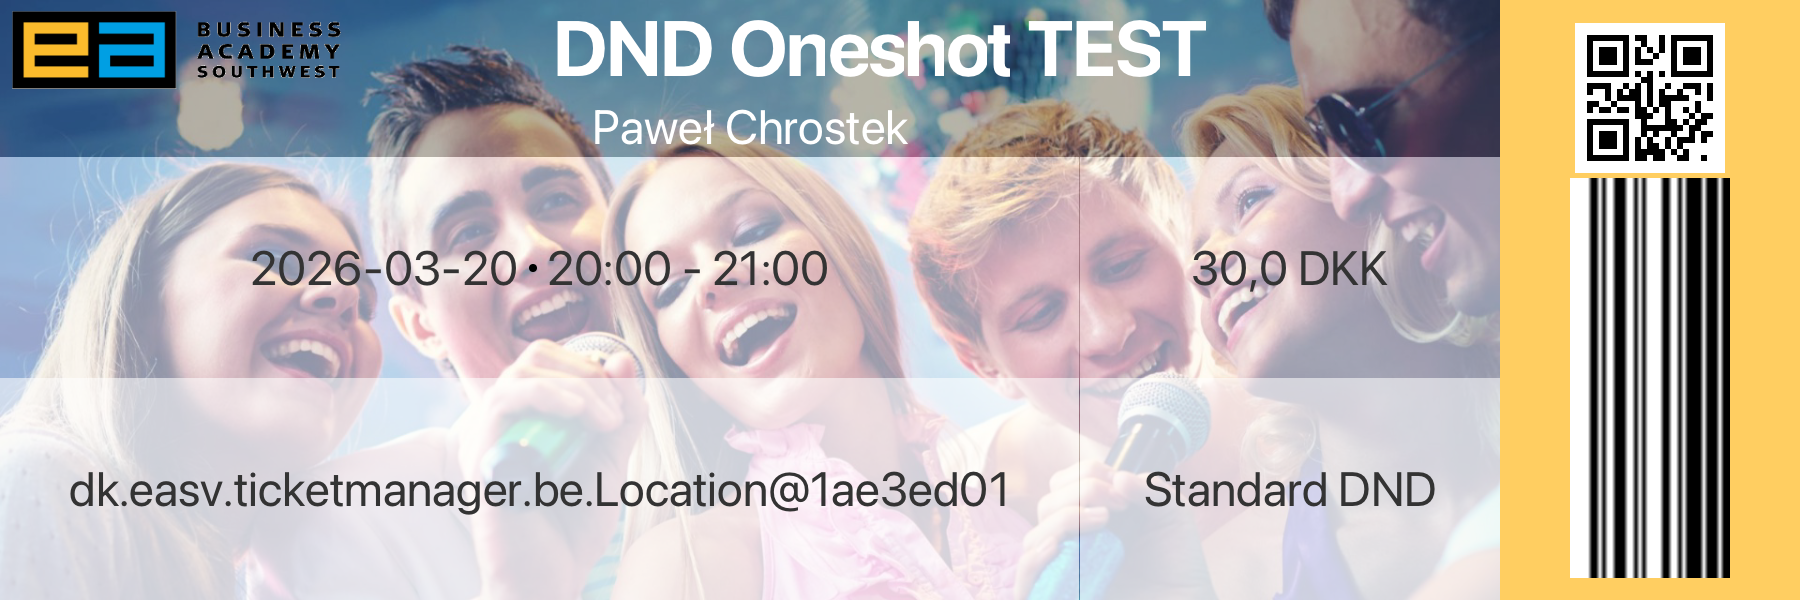 BUSINESS
ACADEMY
SOUTHWEST
DND Oneshot TEST
Paweł Chrostek
2026-03-20 • 20:00 - 21:00
30,0 DKK
dk.easv.ticketmanager.be.Location@1ae3ed01
Standard DND